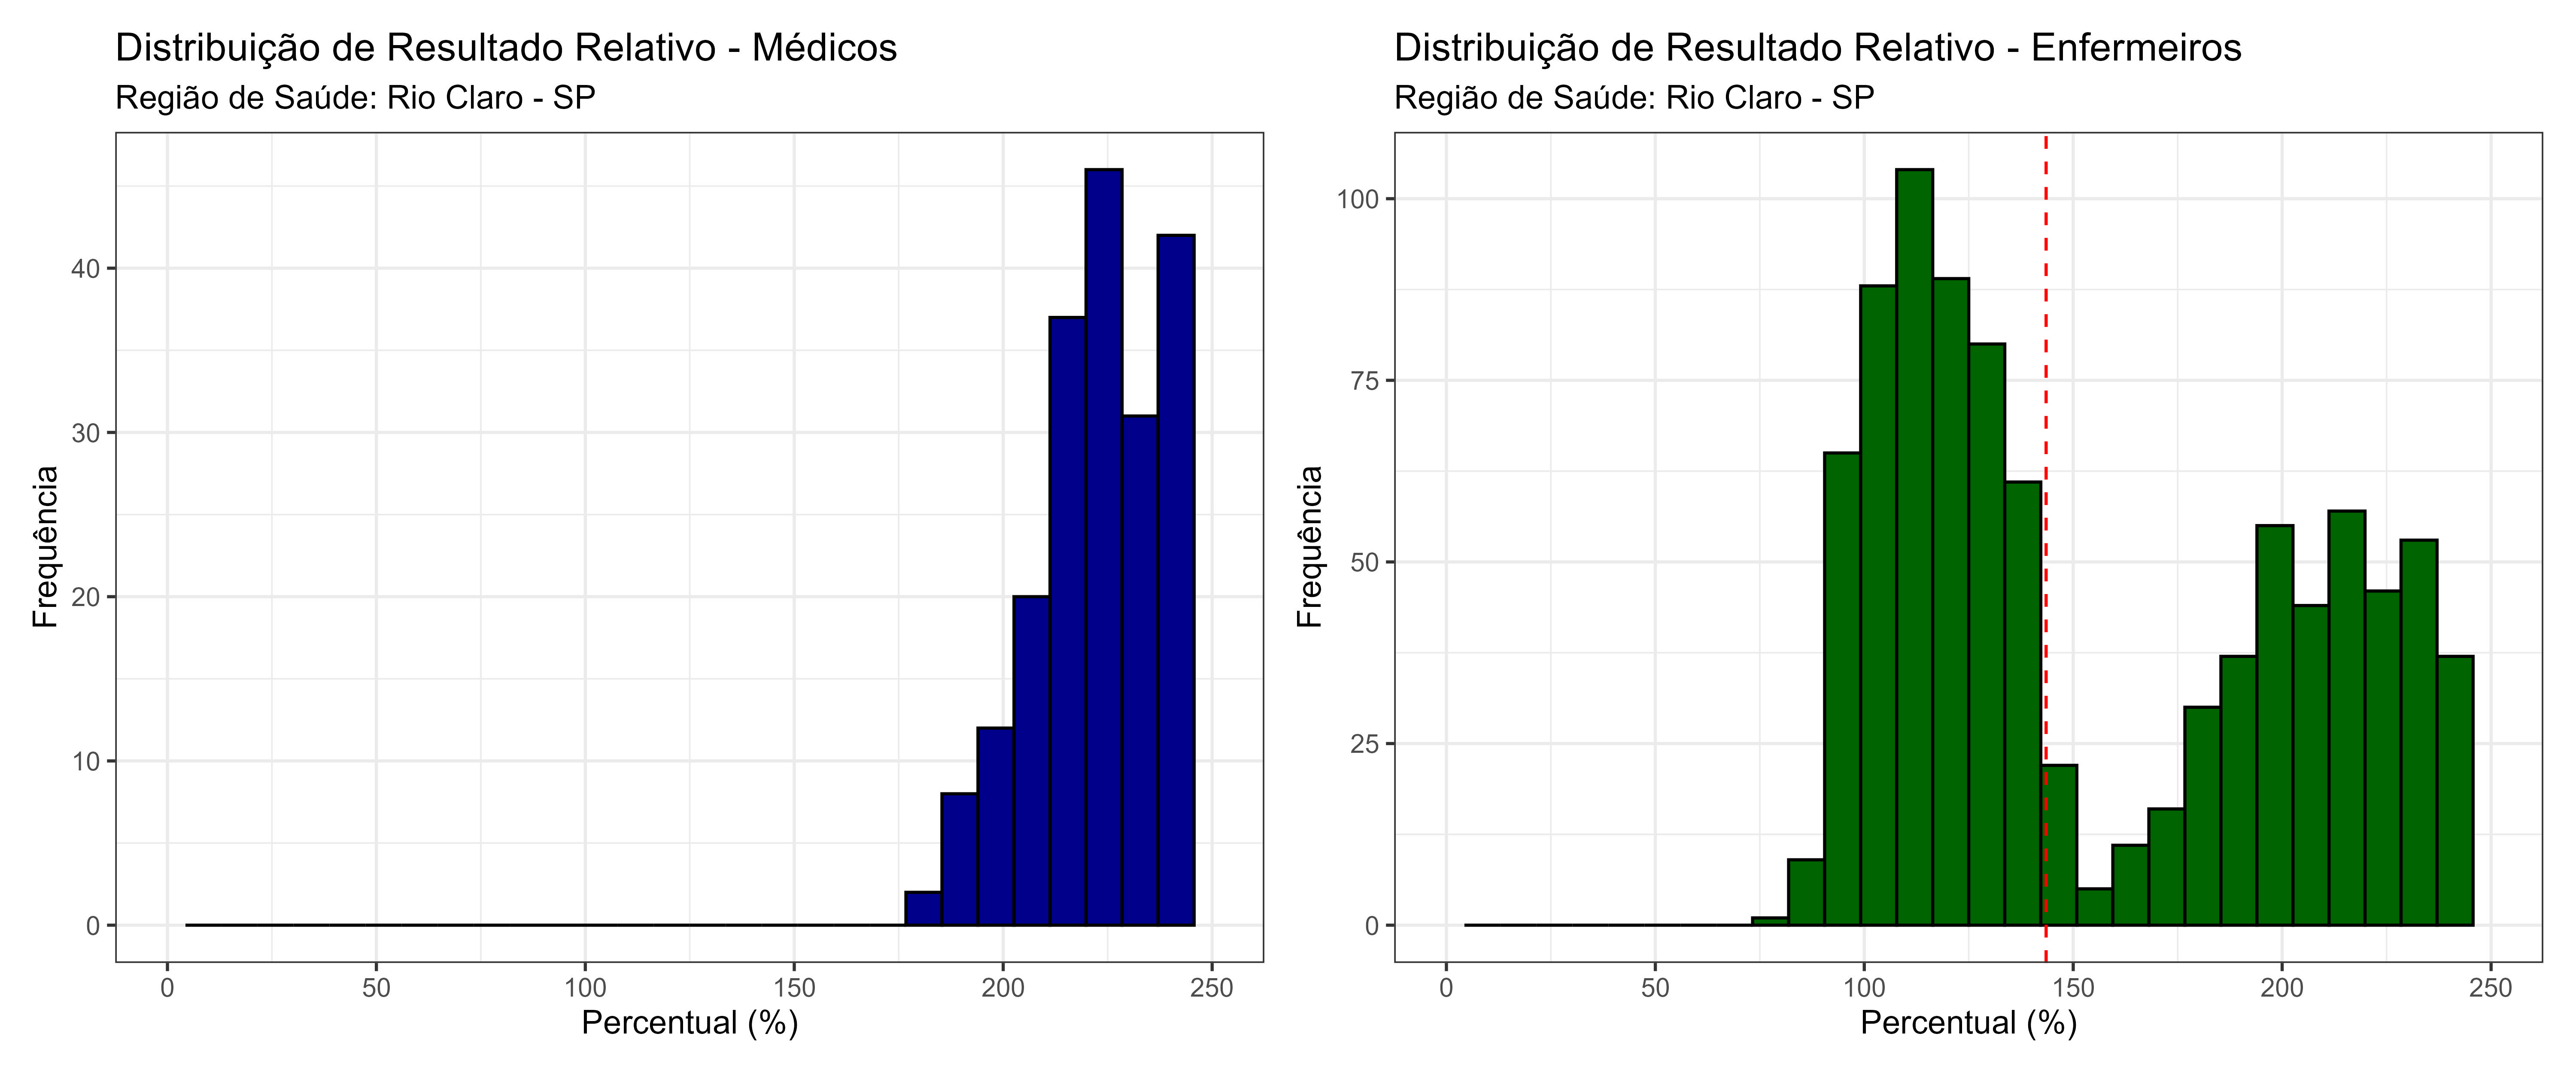 Distribuição de Resultado Relativo - Médicos
Região de Saúde: Rio Claro - SP
Frequência
40
30
20
10
0
0 50 100 150 200 250
Percentual (%)
Distribuição de Resultado Relativo - Enfermeiros
Região de Saúde: Rio Claro - SP
Frequência
100
75
50
25
0
0 50 100 150 200 250
Percentual (%)